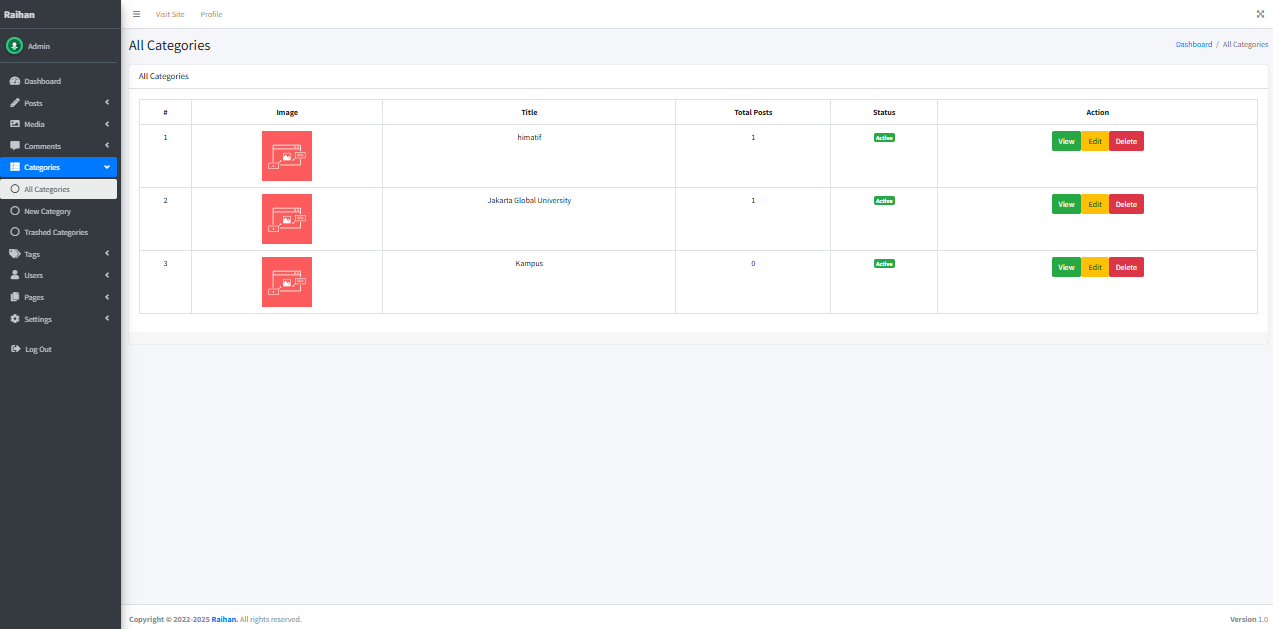 Raihan
Visit Site Profile
Admin
All Categories
Dashboard / All Categories
Dashboard
Posts
Media
Comments
Categories
All Categories
New Category
Trashed Categories
Tags
Users
Pages
Settings
Log Out
All Categories
# Image Title Total Posts Status Action
1 himatif 1 Active View Edit Delete
2 Jakarta Global University 1 Active View Edit Delete
3 Kampus 0 Active View Edit Delete
Copyright © 2022-2025 Raihan. All rights reserved.
Version 1.0